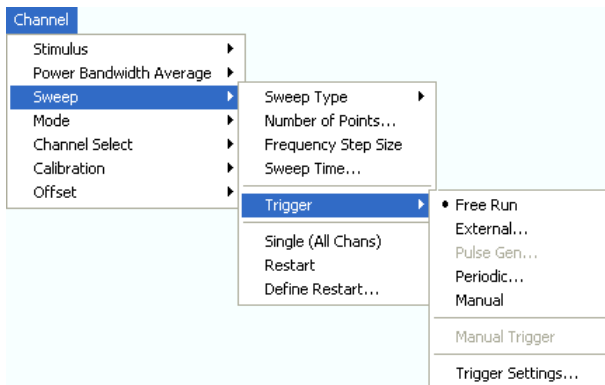 Channel
Stimulus
Power Bandwidth Average
Sweep
Mode
Channel Select
Calibration
Offset
Sweep Type
Number of Points...
Frequency Step Size
Sweep Time...
Trigger
Single (All Chans)
Restart
Define Restart...
• Free Run
External...
Pulse Gen...
Periodic...
Manual
Manual Trigger
Trigger Settings...